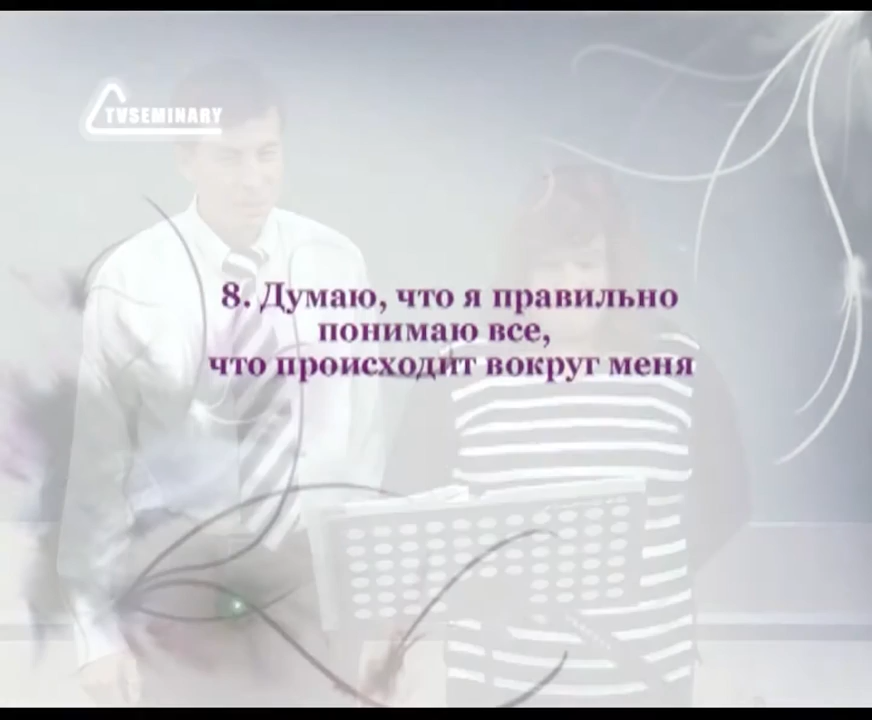 TVSEMINARY
8. Думаю, что я правильно
понимаю все,
что происходит вокруг меня